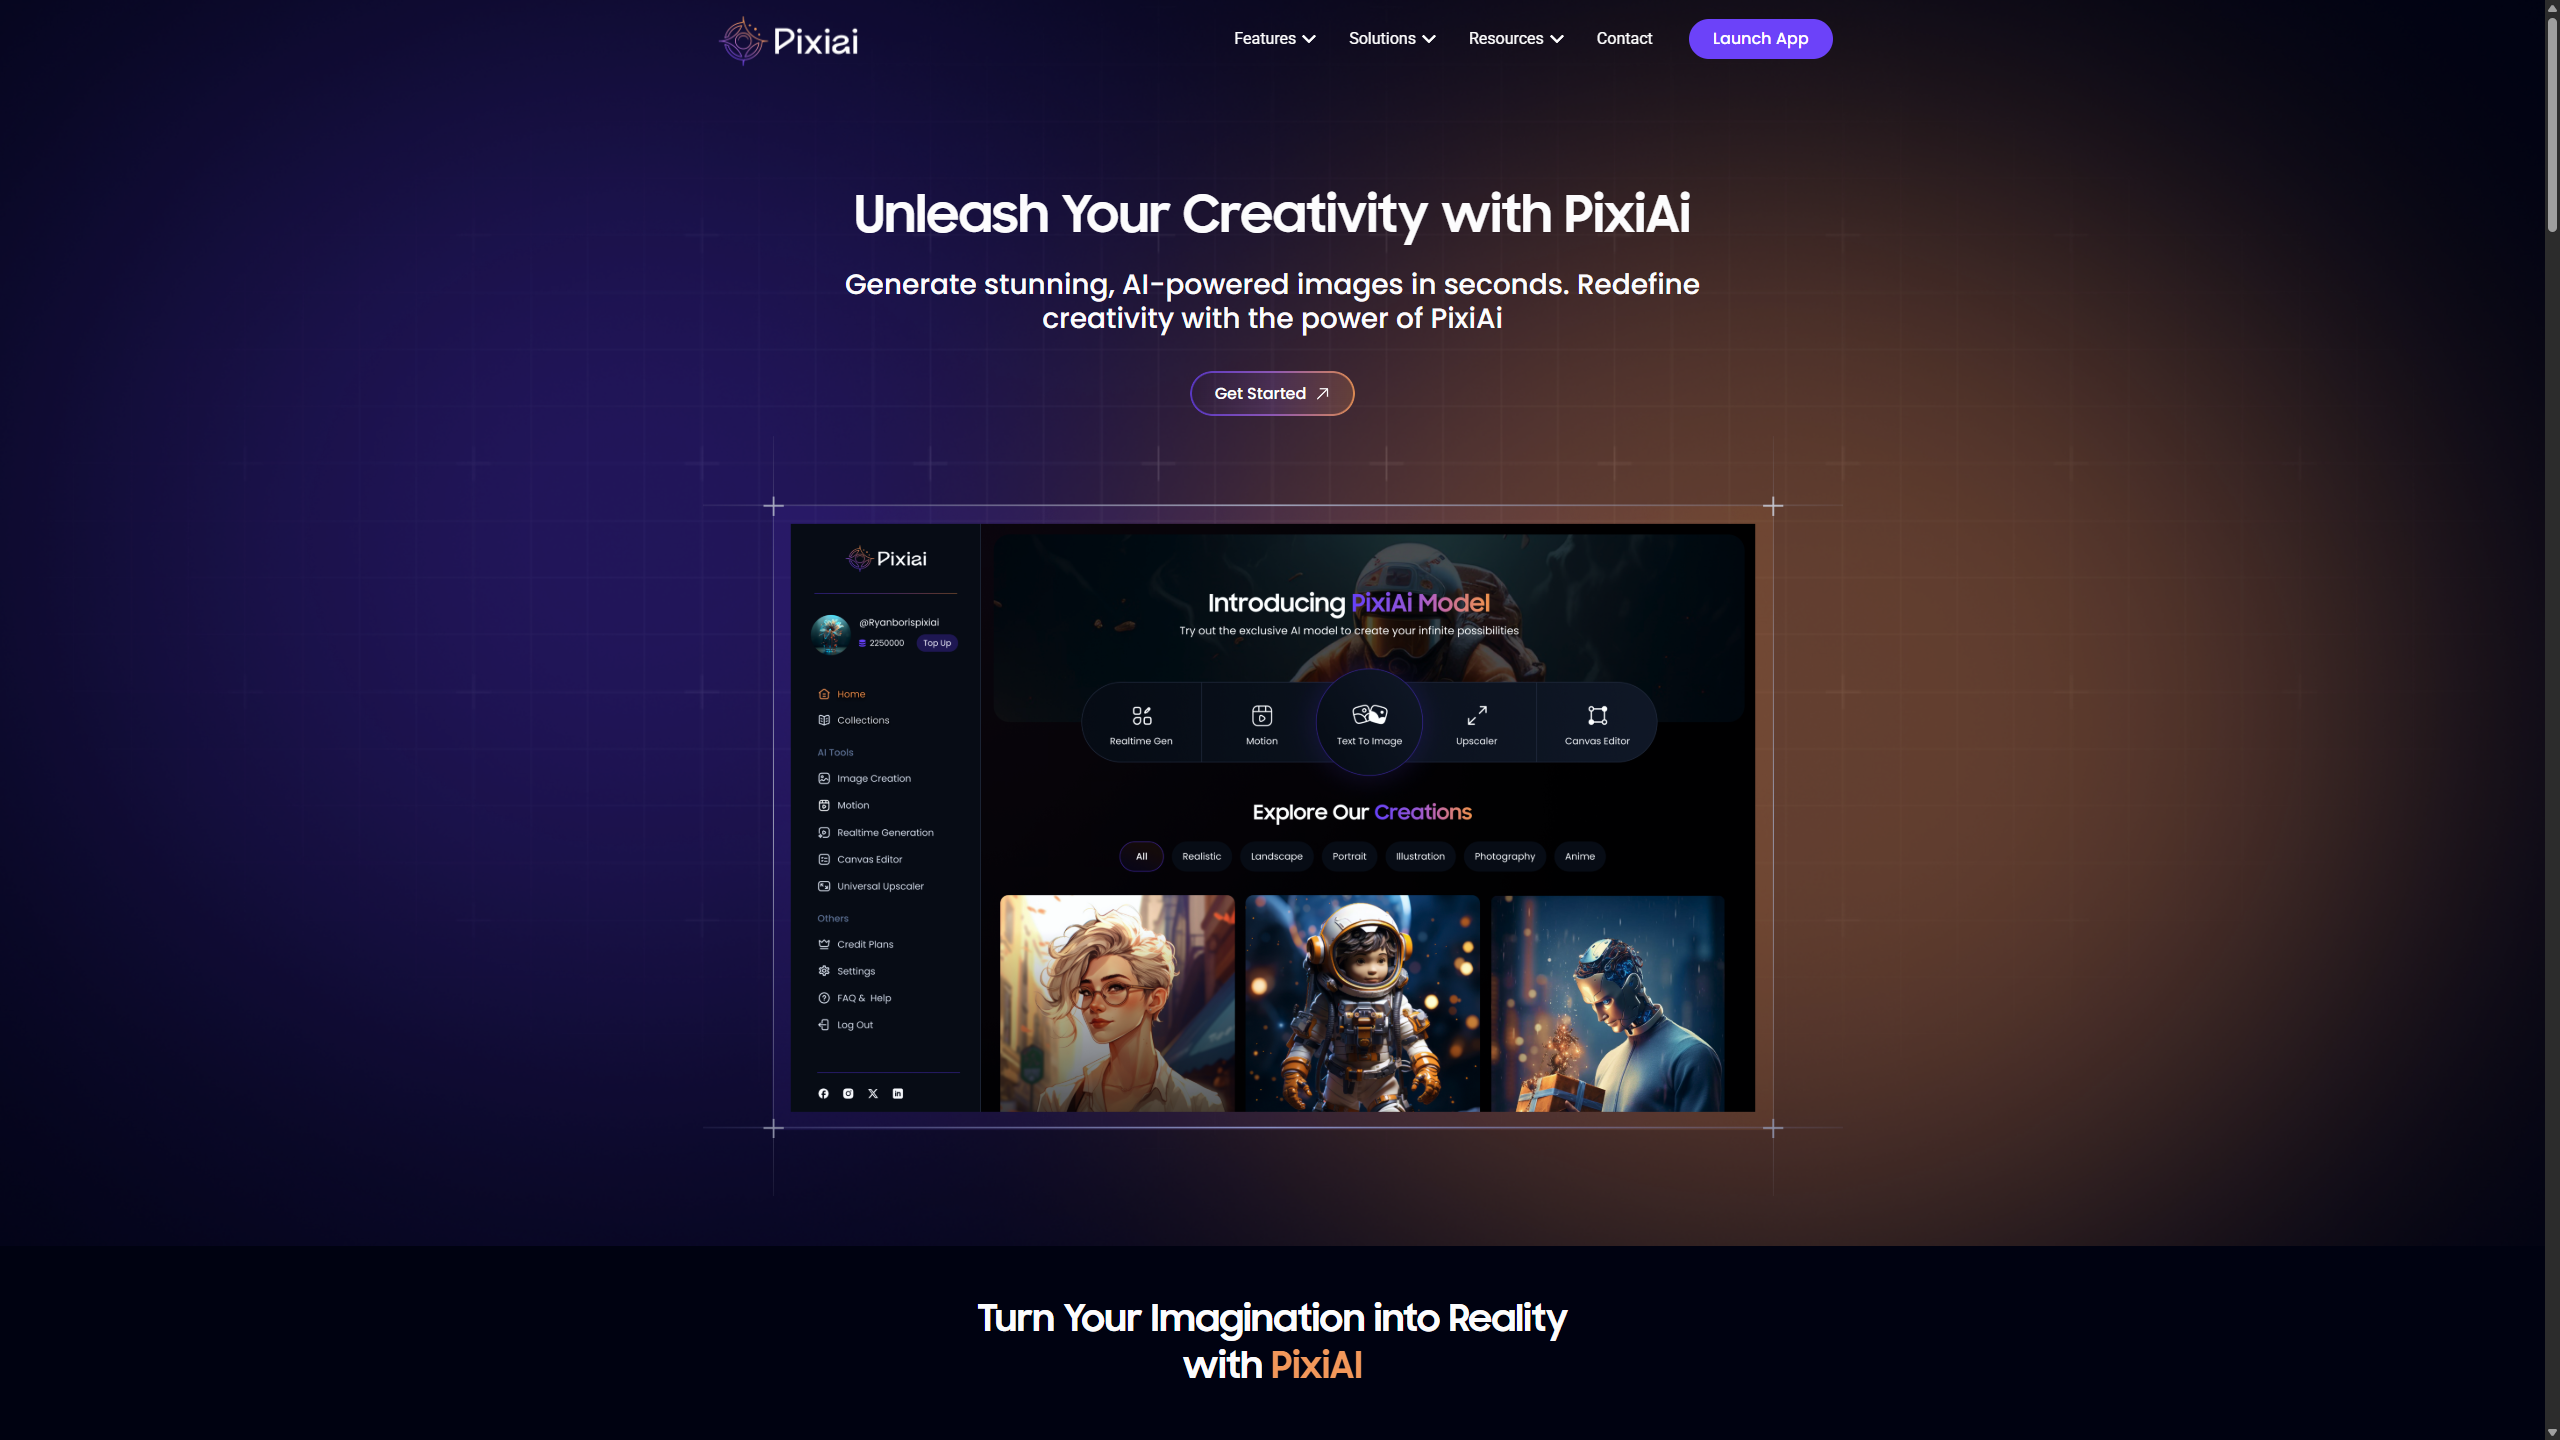 Pixiai
Features
Solutions
Resources
Contact
Launch App
Unleash Your Creativity with PixiAi
Generate stunning, AI-powered images in seconds. Redefine
creativity with the power of PixiAi
Get Started
Pixiai
@Ryanborispixiai
2250000
Top Up
Home
Collections
AI Tools
Image Creation
Motion
Realtime Generation
Canvas Editor
Universal Upscaler
Others
Credit Plans
Settings
FAQ & Help
Log Out
Introducing PixiAi Model
Try out the exclusive AI model to create your infinite possibilities
Realtime Gen
Motion
Text To Image
Upscaler
Canvas Editor
Explore Our Creations
All
Realistic
Landscape
Portrait
Illustration
Photography
Anime
Turn Your Imagination into Reality
with PixiAI